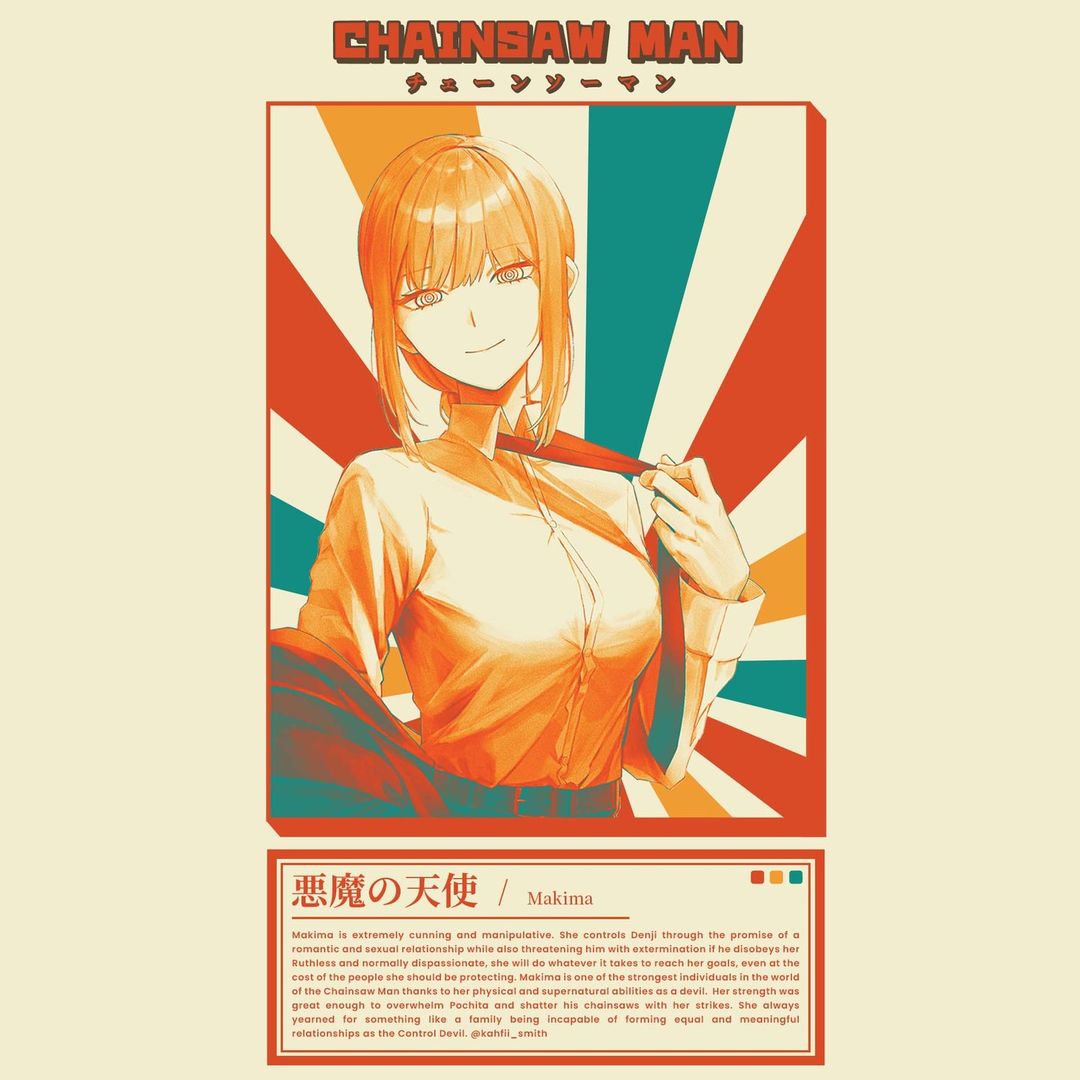 CHAINSAW MAN
チェーンソーマン
悪魔の天使 / Makima
Makima is extremely cunning and manipulative. She controls Denji through the promise of a
romantic and sexual relationship while also threatening him with extermination if he disobeys her
Ruthless and normally dispassionate, she will do whatever it takes to reach her goals, even at the
cost of the people she should be protecting. Makima is one of the strongest individuals in the world
of the Chainsaw Man thanks to her physical and supernatural abilities as a devil. Her strength was
great enough to overwhelm Pochita and shatter his chainsaws with her strikes. She always
yearned for something like a family being incapable of forming equal and meaningful
relationships as the Control Devil. @kahfii_smith